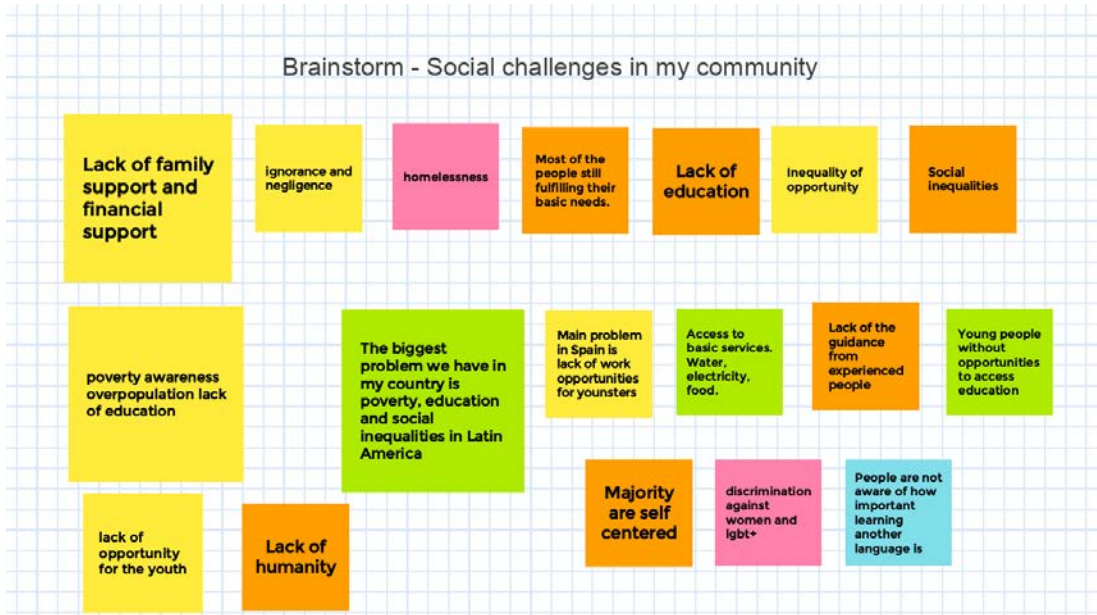 Brainstorm - Social challenges in my community
Lack of family
support and
financial
support
ignorance and
negligence
homelessness
Most of the
people still
fulfilling their
basic needs.
Lack of
education
Inequality of
opportunity
Social
inequalities
poverty awareness
overpopulation lack
of education
The biggest
problem we have in
my country is
poverty, education
and social
inequalities in Latin
America
Main problem
in Spain is
lack of work
opportunities
for younsters
Access to
basic services.
Water,
electricity,
food.
Lack of the
guidance
from
experienced
people
Young people
without
opportunities
to access
education
lack of
opportunity
for the youth
Lack of
humanity
Majority
are self
centered
discrimination
against
women and
lgbt+
People are not
aware of how
important
learning
another
language is